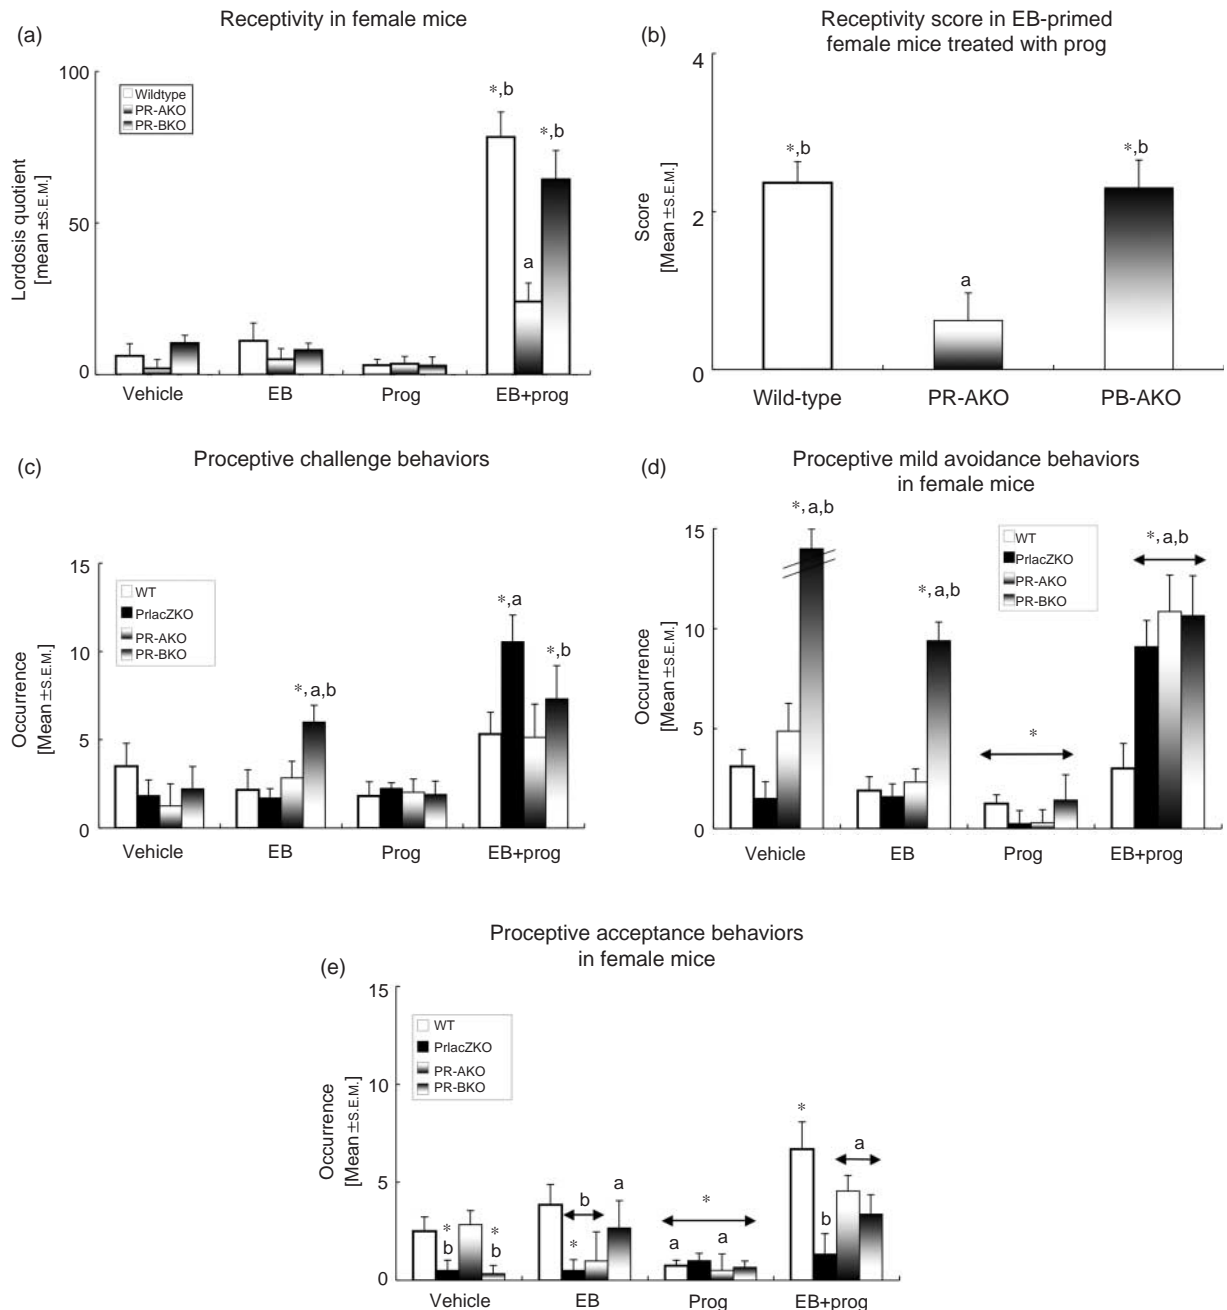 (a)
Receptivity in female mice
100
50
0
Lordosis quotient
[mean ±S.E.M.]
Wildtype
PR-AKO
PR-BKO
*,b
a
*,b
Vehicle
EB
Prog
EB+prog
(b)
Receptivity score in EB-primed
female mice treated with prog
4
2
0
Score
[Mean ±S.E.M.]
*,b
a
*,b
Wild-type
PR-AKO
PB-AKO
(c)
Proceptive challenge behaviors
15
10
5
0
Occurrence
[Mean ±S.E.M.]
WT
PrlacZKO
PR-AKO
PR-BKO
*,a,b
*,a
*,b
Vehicle
EB
Prog
EB+prog
(d)
Proceptive mild avoidance behaviors
in female mice
15
10
5
0
Occurrence
[Mean ±S.E.M.]
WT
PrlacZKO
PR-AKO
PR-BKO
*,a,b
*,a,b
*
*,a,b
Vehicle
EB
Prog
EB+prog
(e)
Proceptive acceptance behaviors
in female mice
15
10
5
0
Occurrence
[Mean ±S.E.M.]
WT
PrlacZKO
PR-AKO
PR-BKO
*
b
*
b
b
*
a
*
a
a
*
b
a
Vehicle
EB
Prog
EB+prog